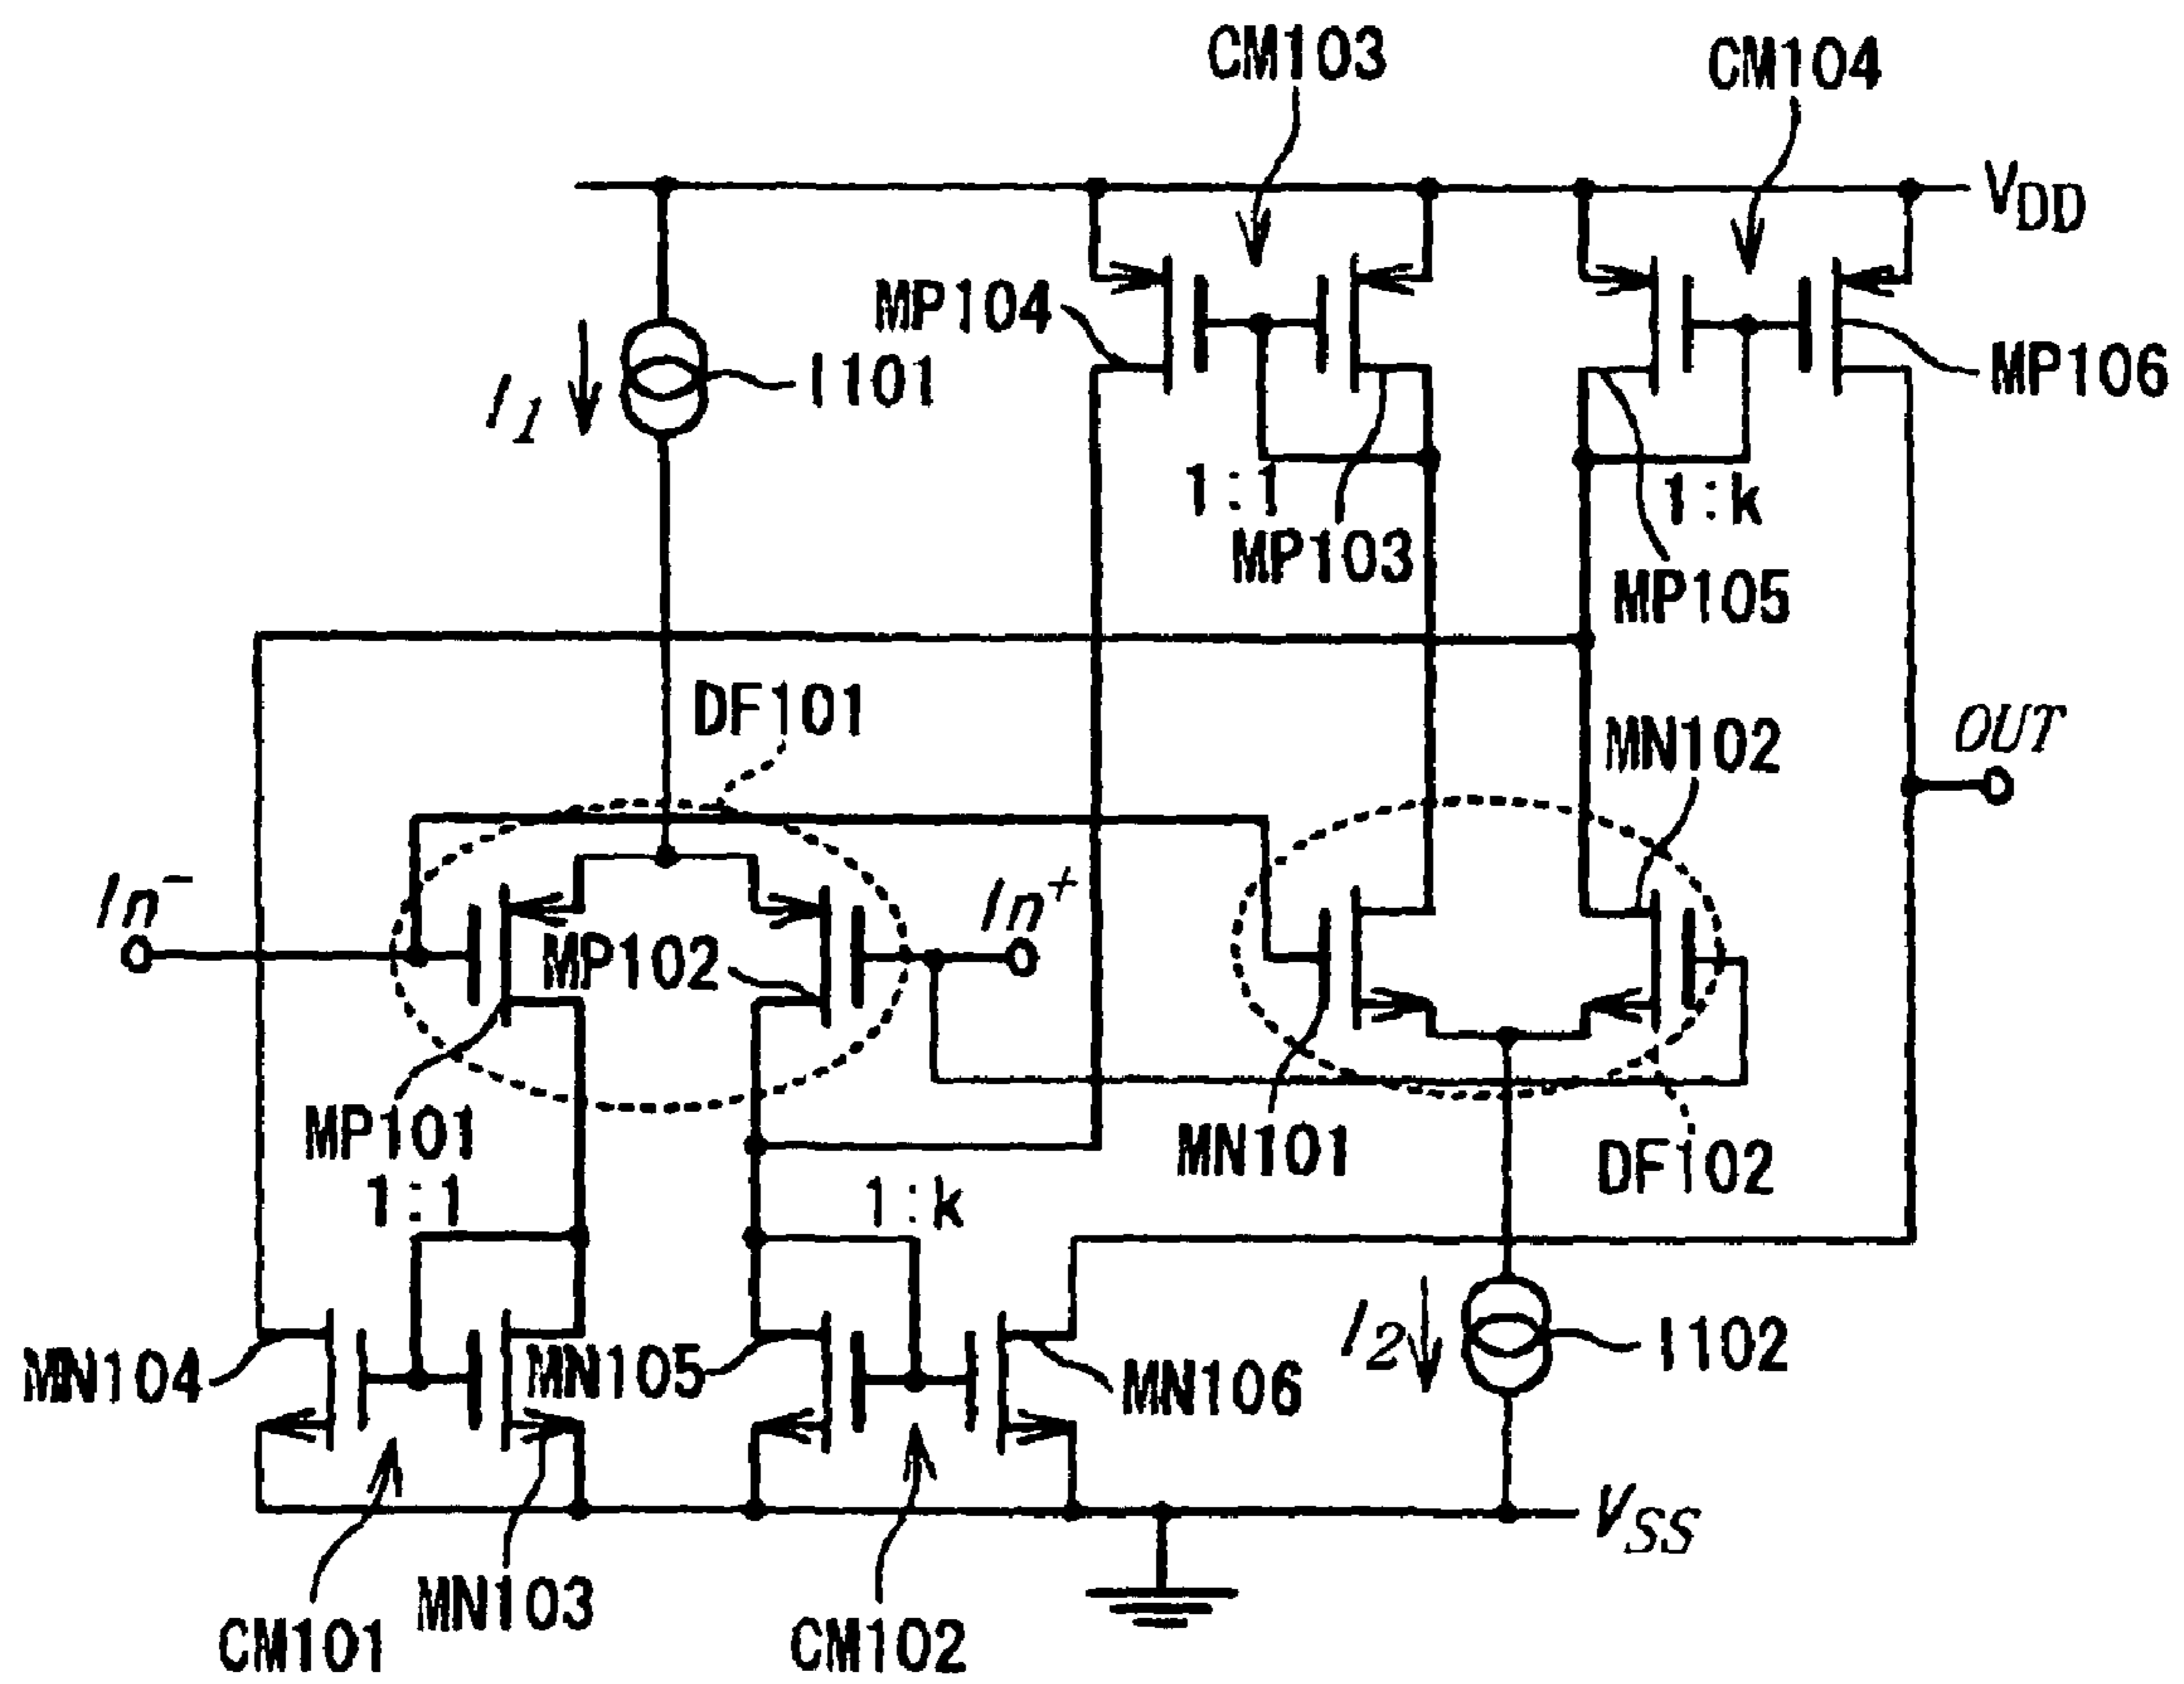 CM103
CM104
VDD
MP104
MP106
I1
I101
1:1
1:k
MP103
MP105
DF101
MN102
OUT
In-
In+
MP102
MP101
MN101
DF102
1:1
1:k
MN104
MN105
MN106
I2
I102
VSS
CM101
MN103
CM102